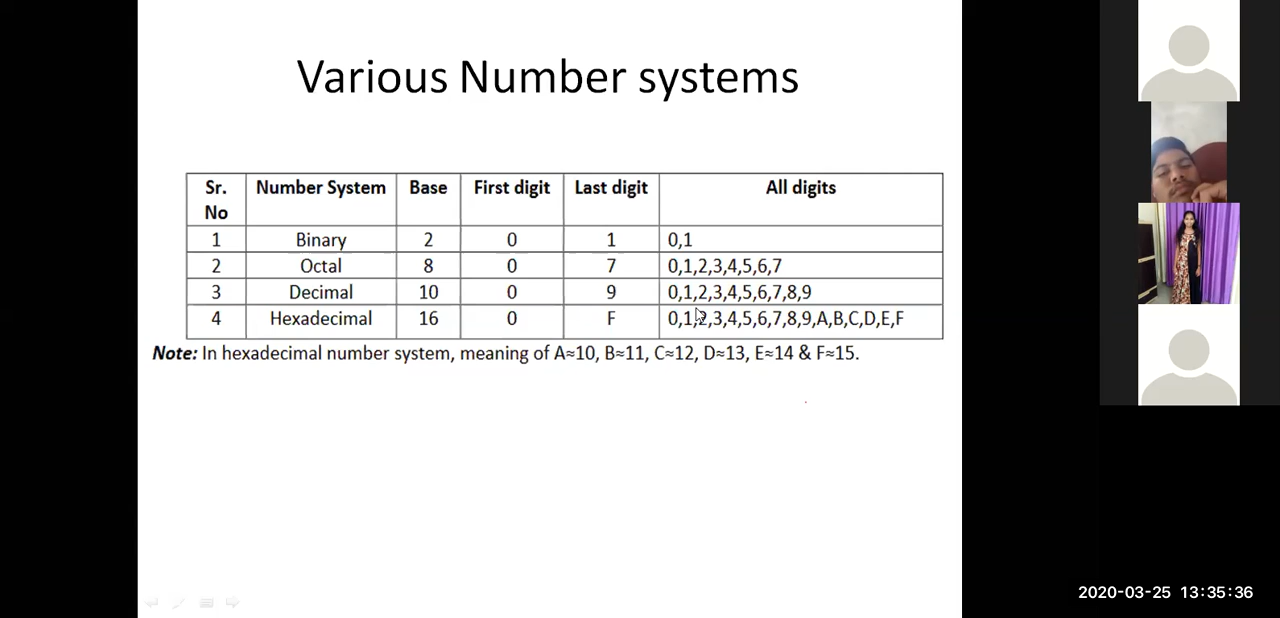 Various Number systems
Sr. No Number System Base First digit Last digit All digits
1 Binary 2 0 1 0,1
2 Octal 8 0 7 0,1,2,3,4,5,6,7
3 Decimal 10 0 9 0,1,2,3,4,5,6,7,8,9
4 Hexadecimal 16 0 F 0,1,2,3,4,5,6,7,8,9,A,B,C,D,E,F
Note: In hexadecimal number system, meaning of A≈10, B≈11, C≈12, D≈13, E≈14 & F≈15.
2020-03-25 13:35:36